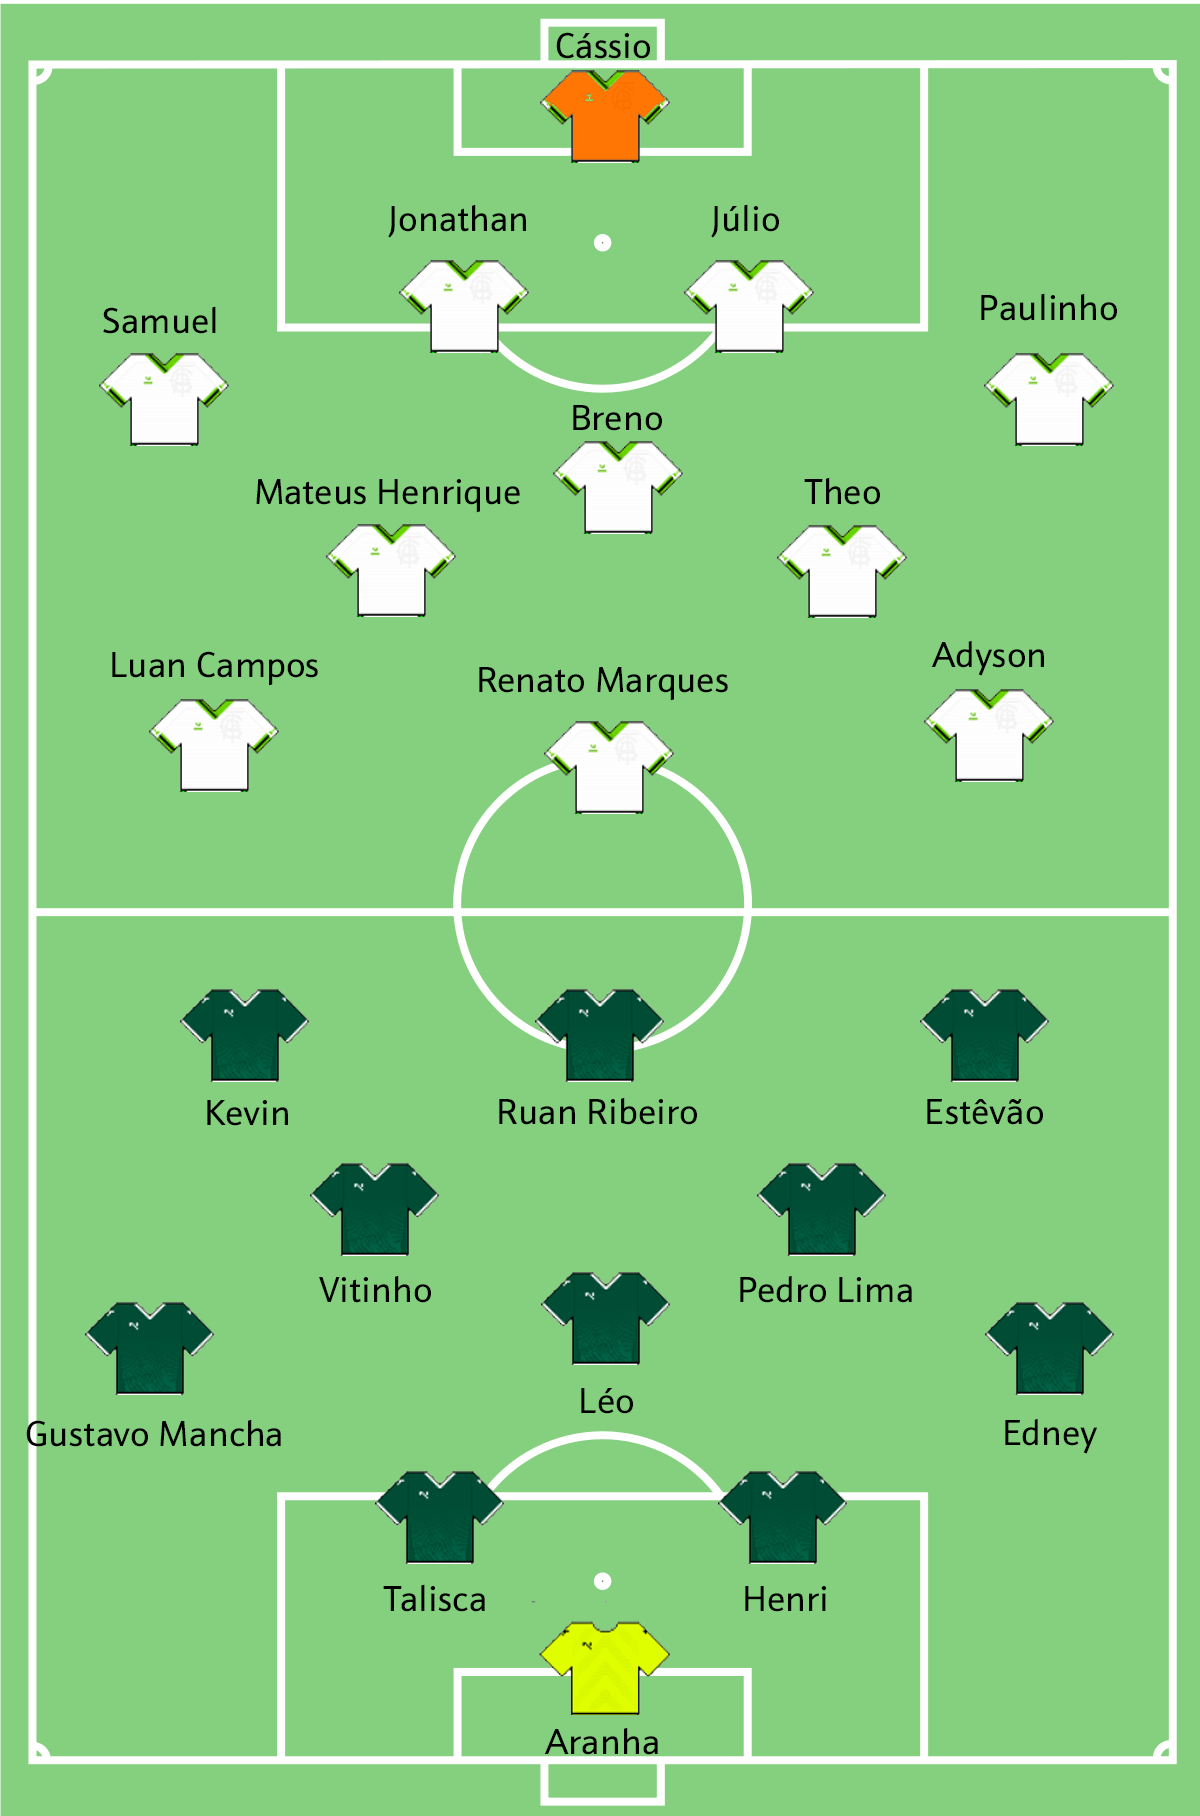 Cássio
Jonathan
Júlio
Samuel
Paulinho
Breno
Mateus Henrique
Theo
Luan Campos
Renato Marques
Adyson
Kevin
Ruan Ribeiro
Estêvão
Vitinho
Pedro Lima
Léo
Gustavo Mancha
Edney
Talisca
Henri
Aranha